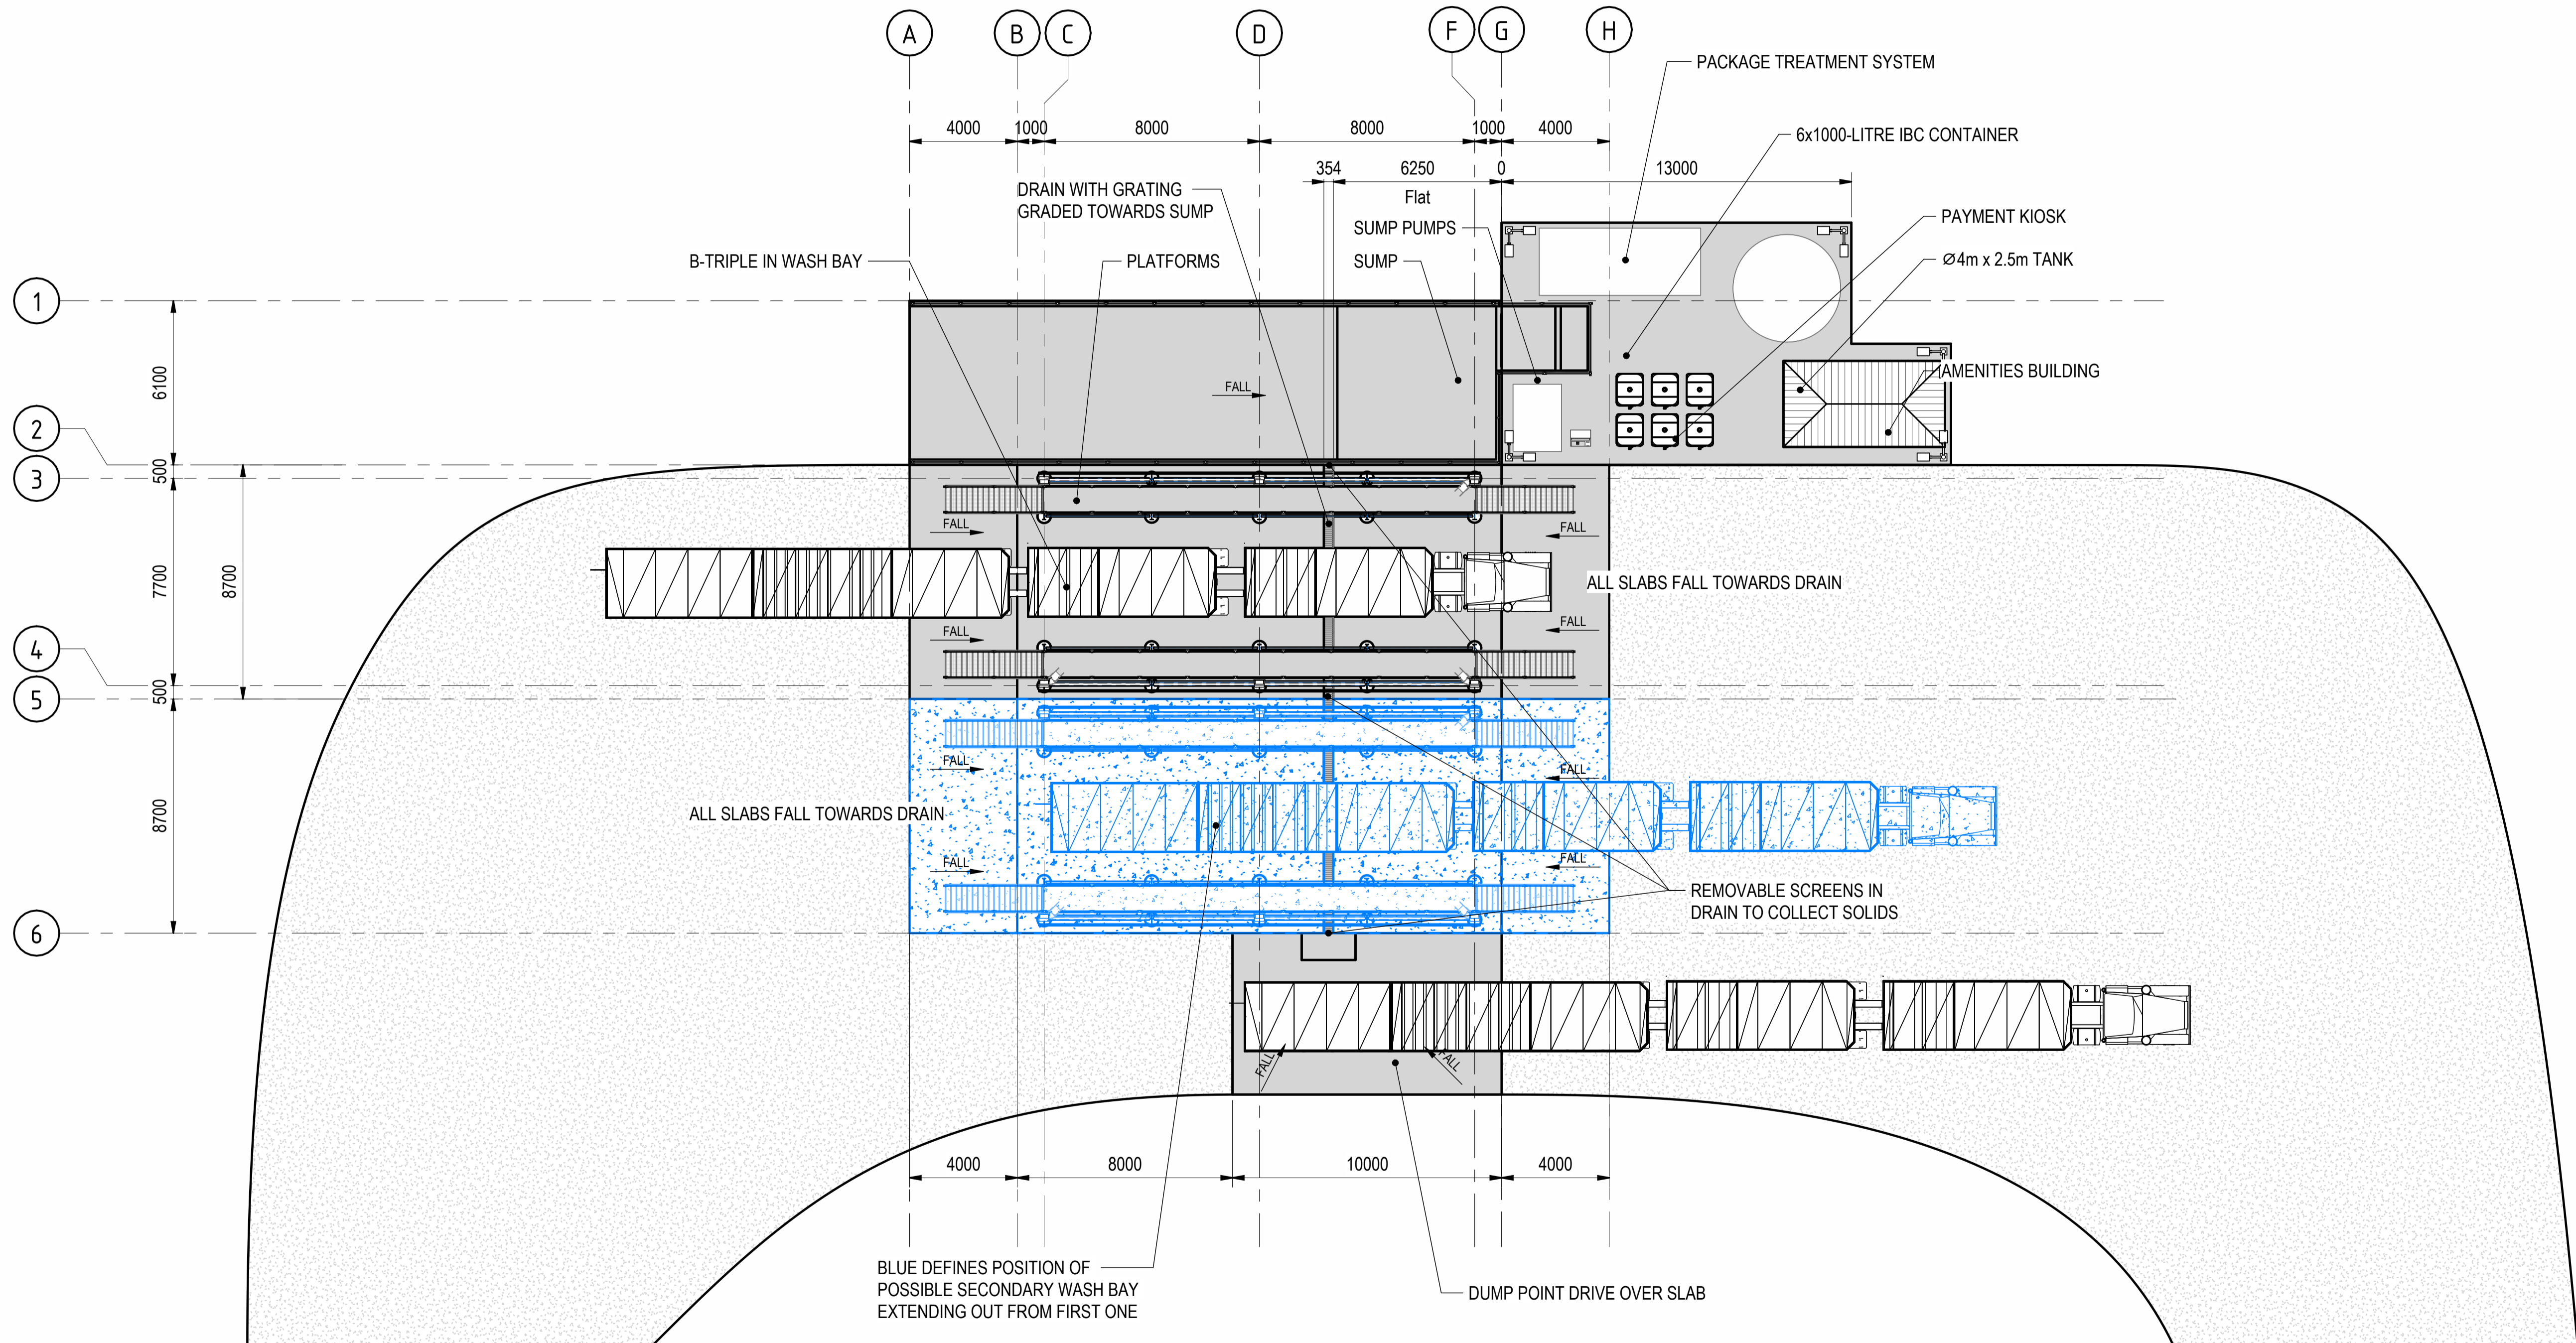 A
B
C
D
F
G
H
PACKAGE TREATMENT SYSTEM
4000
1000
8000
8000
1000
4000
6x1000-LITRE IBC CONTAINER
354
6250
0
13000
Flat
DRAIN WITH GRATING
GRADED TOWARDS SUMP
SUMP PUMPS
PAYMENT KIOSK
B-TRIPLE IN WASH BAY
PLATFORMS
SUMP
Ø4m x 2.5m TANK
1
6100
FALL
AMENITIES BUILDING
2
500
3
FALL
FALL
7700
8700
ALL SLABS FALL TOWARDS DRAIN
FALL
FALL
4
500
5
FALL
FALL
8700
ALL SLABS FALL TOWARDS DRAIN
FALL
FALL
REMOVABLE SCREENS IN
DRAIN TO COLLECT SOLIDS
6
FALL
FALL
4000
8000
10000
4000
BLUE DEFINES POSITION OF
POSSIBLE SECONDARY WASH BAY
EXTENDING OUT FROM FIRST ONE
DUMP POINT DRIVE OVER SLAB